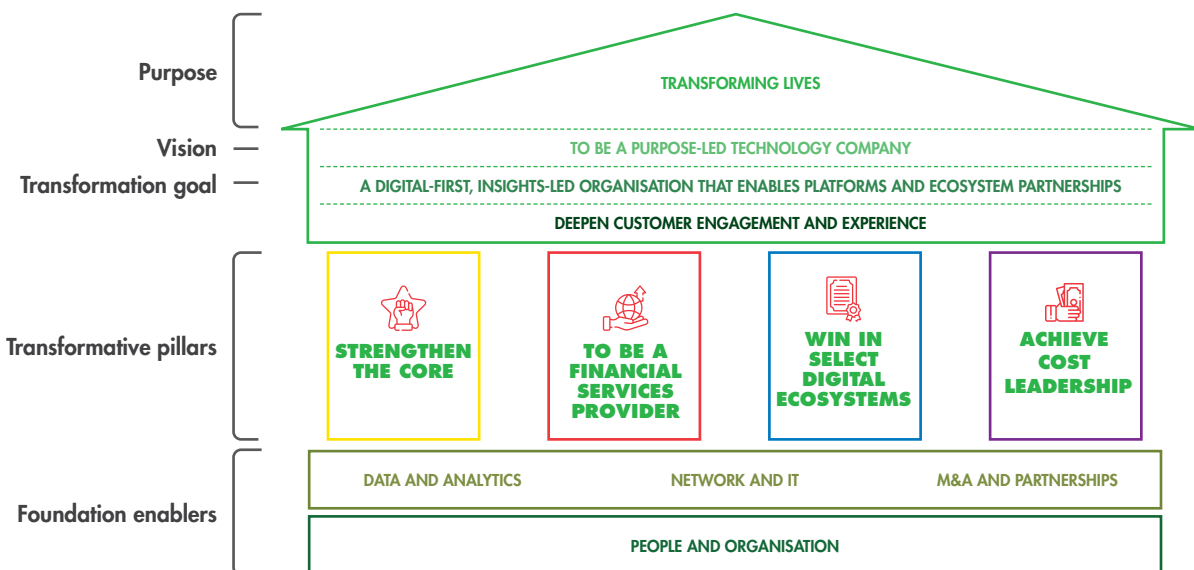 Purpose
TRANSFORMING LIVES
Vision
TO BE A PURPOSE-LED TECHNOLOGY COMPANY
Transformation goal
A DIGITAL-FIRST, INSIGHTS-LED ORGANISATION THAT ENABLES PLATFORMS AND ECOSYSTEM PARTNERSHIPS
DEEPEN CUSTOMER ENGAGEMENT AND EXPERIENCE
Transformative pillars
STRENGTHEN
THE CORE
TO BE A
FINANCIAL
SERVICES
PROVIDER
WIN IN
SELECT
DIGITAL
ECOSYSTEMS
ACHIEVE
COST
LEADERSHIP
Foundation enablers
DATA AND ANALYTICS
NETWORK AND IT
M&A AND PARTNERSHIPS
PEOPLE AND ORGANISATION